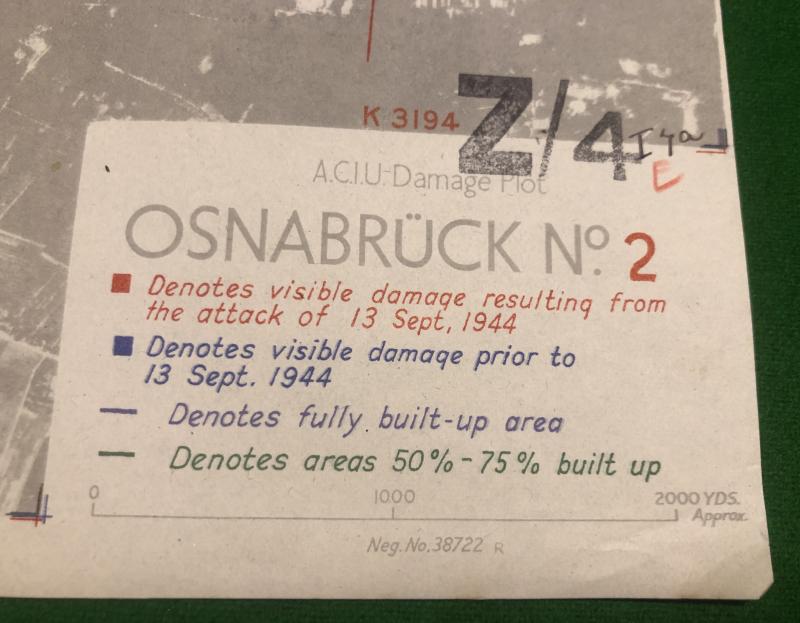 K 3194
Z/4
E
A.C.I.U. Damage Plot
OSNABRÜCK Nº. 2
Denotes visible damage resulting from
the attack of 13 Sept, 1944
Denotes visible damage prior to
13 Sept. 1944
Denotes fully built-up area
Denotes areas 50% - 75% built up
0 1000 2000 YDS.
Approx.
Neg. No. 38722 R